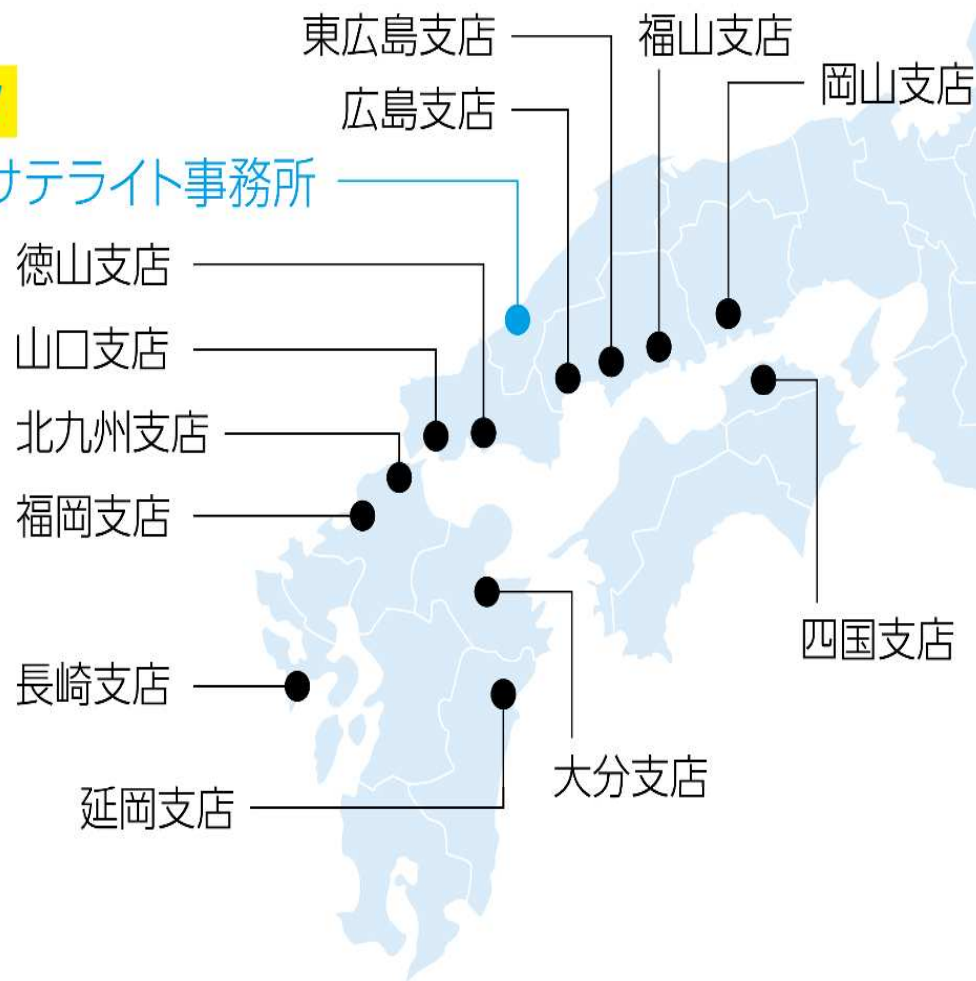 東広島支店
福山支店
岡山支店
広島支店
サテライト事務所
徳山支店
山口支店
北九州支店
福岡支店
四国支店
長崎支店
大分支店
延岡支店